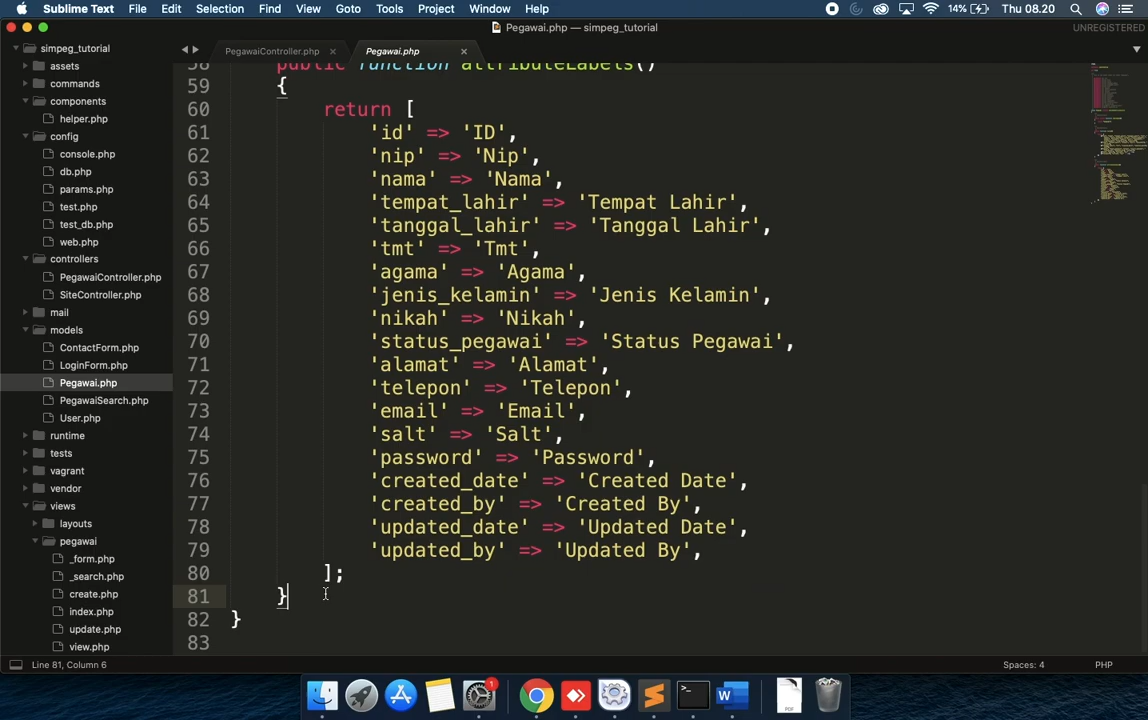 Sublime Text File Edit Selection Find View Goto Tools Project Window Help 14% Thu 08.20
Pegawai.php — simpeg_tutorial UNREGISTERED
simpeg_tutorial
assets
commands
components
helper.php
config
console.php
db.php
params.php
test.php
test_db.php
web.php
controllers
PegawaiController.php
SiteController.php
mail
models
ContactForm.php
LoginForm.php
Pegawai.php
PegawaiSearch.php
User.php
runtime
tests
vagrant
vendor
views
layouts
pegawai
_form.php
_search.php
create.php
index.php
update.php
view.php
PegawaiController.php × Pegawai.php ×
58 public function attributeLabels()
59 {
60 return [
61 'id' => 'ID',
62 'nip' => 'Nip',
63 'nama' => 'Nama',
64 'tempat_lahir' => 'Tempat Lahir',
65 'tanggal_lahir' => 'Tanggal Lahir',
66 'tmt' => 'Tmt',
67 'agama' => 'Agama',
68 'jenis_kelamin' => 'Jenis Kelamin',
69 'nikah' => 'Nikah',
70 'status_pegawai' => 'Status Pegawai',
71 'alamat' => 'Alamat',
72 'telepon' => 'Telepon',
73 'email' => 'Email',
74 'salt' => 'Salt',
75 'password' => 'Password',
76 'created_date' => 'Created Date',
77 'created_by' => 'Created By',
78 'updated_date' => 'Updated Date',
79 'updated_by' => 'Updated By',
80 ];
81 }
82 }
83
Line 81, Column 6 Spaces: 4 PHP
1